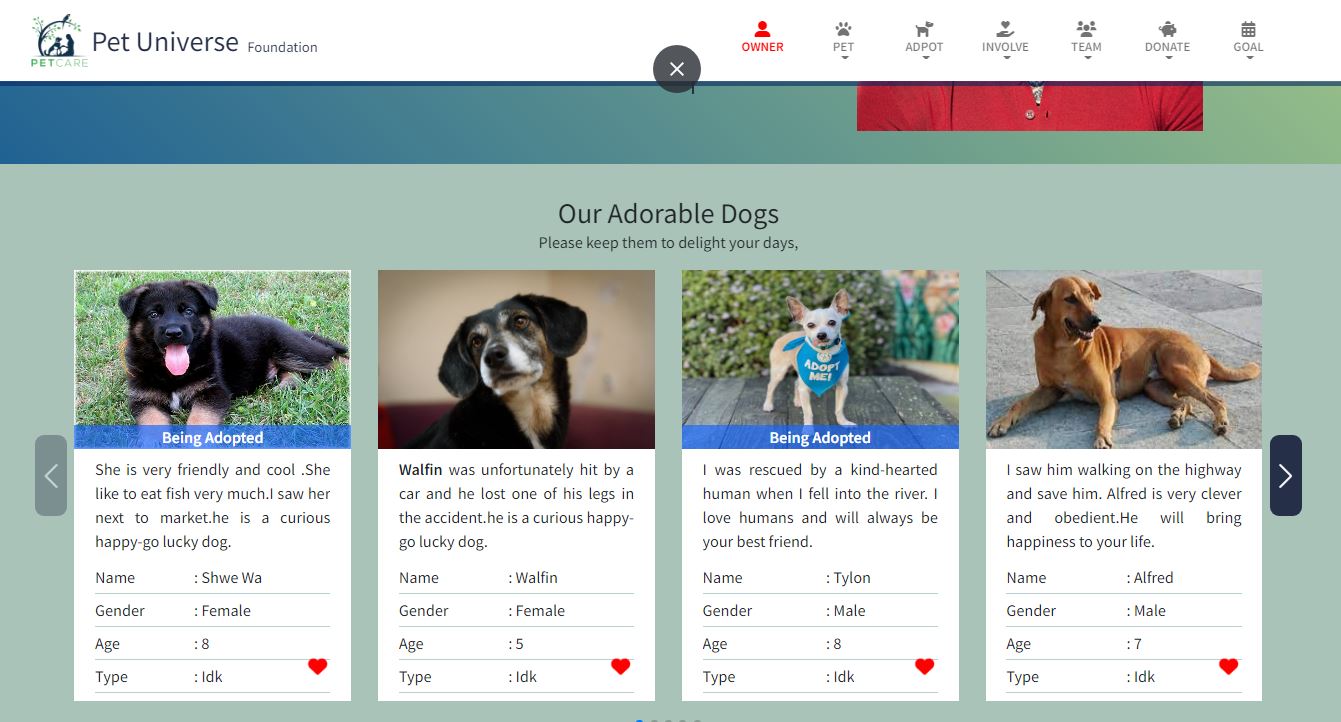 PETCARE
Pet Universe Foundation
OWNER
PET
ADPOT
INVOLVE
TEAM
DONATE
GOAL
Our Adorable Dogs
Please keep them to delight your days,
Being Adopted
She is very friendly and cool .She
like to eat fish very much.I saw her
next to market.he is a curious
happy-go lucky dog.
Name : Shwe Wa
Gender : Female
Age : 8
Type : Idk
Walfin was unfortunately hit by a
car and he lost one of his legs in
the accident.he is a curious happy-
go lucky dog.
Name : Walfin
Gender : Female
Age : 5
Type : Idk
ADOPT
ME!
Being Adopted
I was rescued by a kind-hearted
human when I fell into the river. I
love humans and will always be
your best friend.
Name : Tylon
Gender : Male
Age : 8
Type : Idk
I saw him walking on the highway
and save him. Alfred is very clever
and obedient.He will bring
happiness to your life.
Name : Alfred
Gender : Male
Age : 7
Type : Idk